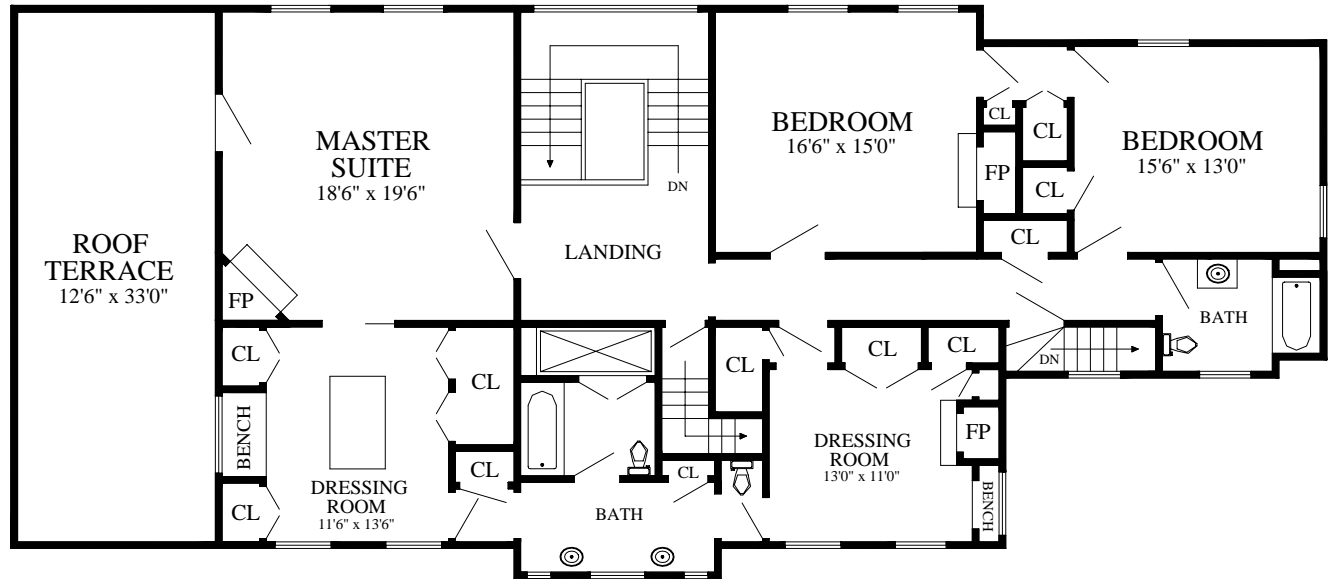 ROOF
TERRACE
12'6" x 33'0"
MASTER
SUITE
18'6" x 19'6"
FP
DN
LANDING
BEDROOM
16'6" x 15'0"
CL
CL
FP
CL
CL
BEDROOM
15'6" x 13'0"
BATH
DN
CL
BENCH
CL
CL
CL
DRESSING
ROOM
11'6" x 13'6"
BATH
CL
CL
CL
CL
DRESSING
ROOM
13'0" x 11'0"
FP
BENCH